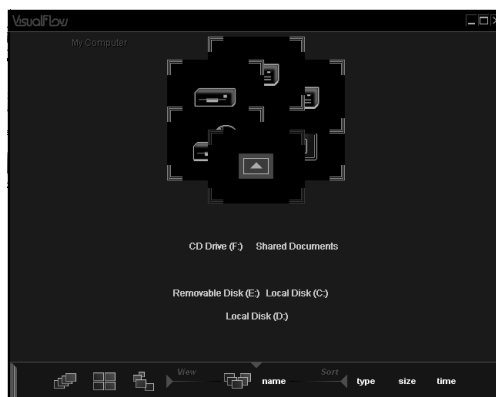 VisualFlow
My Computer
CD Drive (F:) Shared Documents
Removable Disk (E:) Local Disk (C:)
Local Disk (D:)
View name Sort type size time